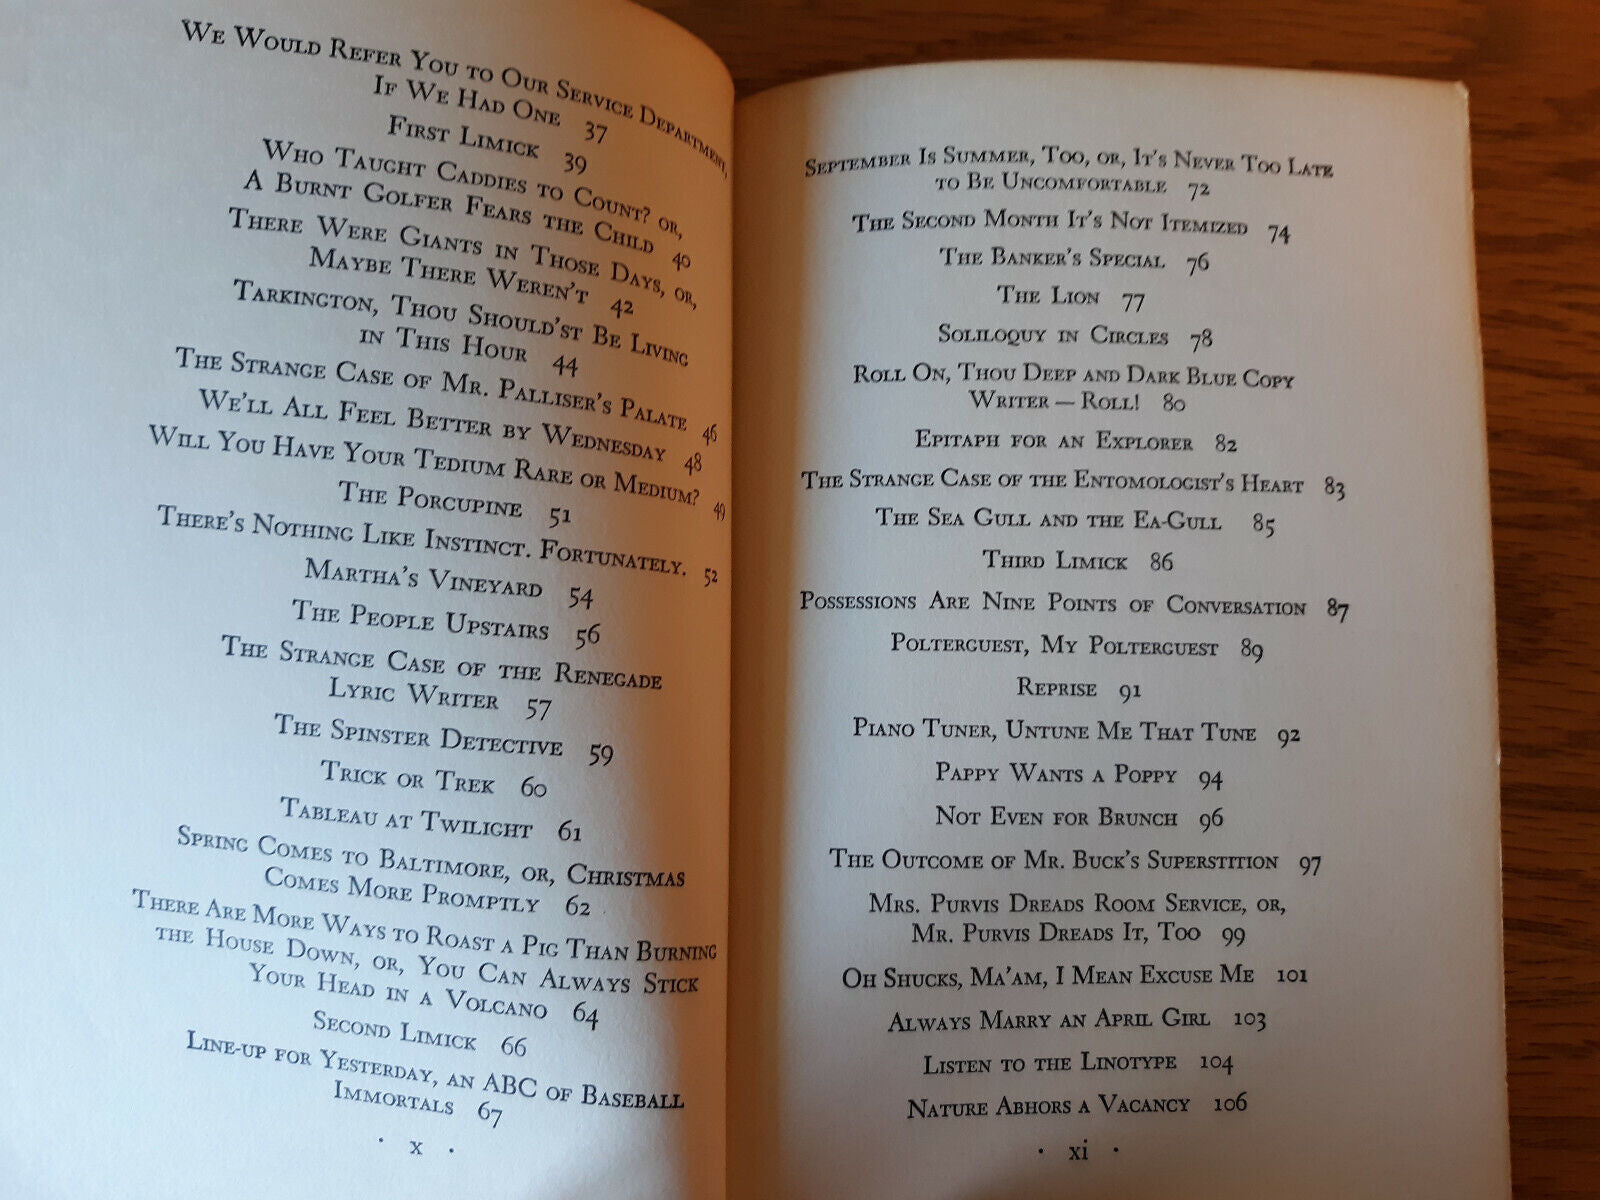 We Would Refer You to Our Service Department,
If We Had One 37
First Limick 39
Who Taught Caddies to Count? or,
A Burnt Golfer Fears the Child 40
There Were Giants in Those Days, or,
Maybe There Weren't 42
Tarkington, Thou Should'st Be Living
in This Hour 44
The Strange Case of Mr. Palliser's Palate 46
We'll All Feel Better by Wednesday 48
Will You Have Your Tedium Rare or Medium? 49
The Porcupine 51
There's Nothing Like Instinct. Fortunately. 52
Martha's Vineyard 54
The People Upstairs 56
The Strange Case of the Renegade
Lyric Writer 57
The Spinster Detective 59
Trick or Trek 60
Tableau at Twilight 61
Spring Comes to Baltimore, or, Christmas
Comes More Promptly 62
There Are More Ways to Roast a Pig Than Burning
the House Down, or, You Can Always Stick
Your Head in a Volcano 64
Second Limick 66
Line-up for Yesterday, an ABC of Baseball
Immortals 67
· x ·
September Is Summer, Too, or, It's Never Too Late
to Be Uncomfortable 72
The Second Month It's Not Itemized 74
The Banker's Special 76
The Lion 77
Soliloquy in Circles 78
Roll On, Thou Deep and Dark Blue Copy
Writer — Roll! 80
Epitaph for an Explorer 82
The Strange Case of the Entomologist's Heart 83
The Sea Gull and the Ea-Gull 85
Third Limick 86
Possessions Are Nine Points of Conversation 87
Polterguest, My Polterguest 89
Reprise 91
Piano Tuner, Untune Me That Tune 92
Pappy Wants a Poppy 94
Not Even for Brunch 96
The Outcome of Mr. Buck's Superstition 97
Mrs. Purvis Dreads Room Service, or,
Mr. Purvis Dreads It, Too 99
Oh Shucks, Ma'am, I Mean Excuse Me 101
Always Marry an April Girl 103
Listen to the Linotype 104
Nature Abhors a Vacancy 106
· xi ·